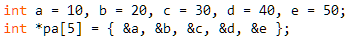 int a = 10, b = 20, c = 30, d = 40, e = 50;
int *pa[5] = { &a, &b, &c, &d, &e };